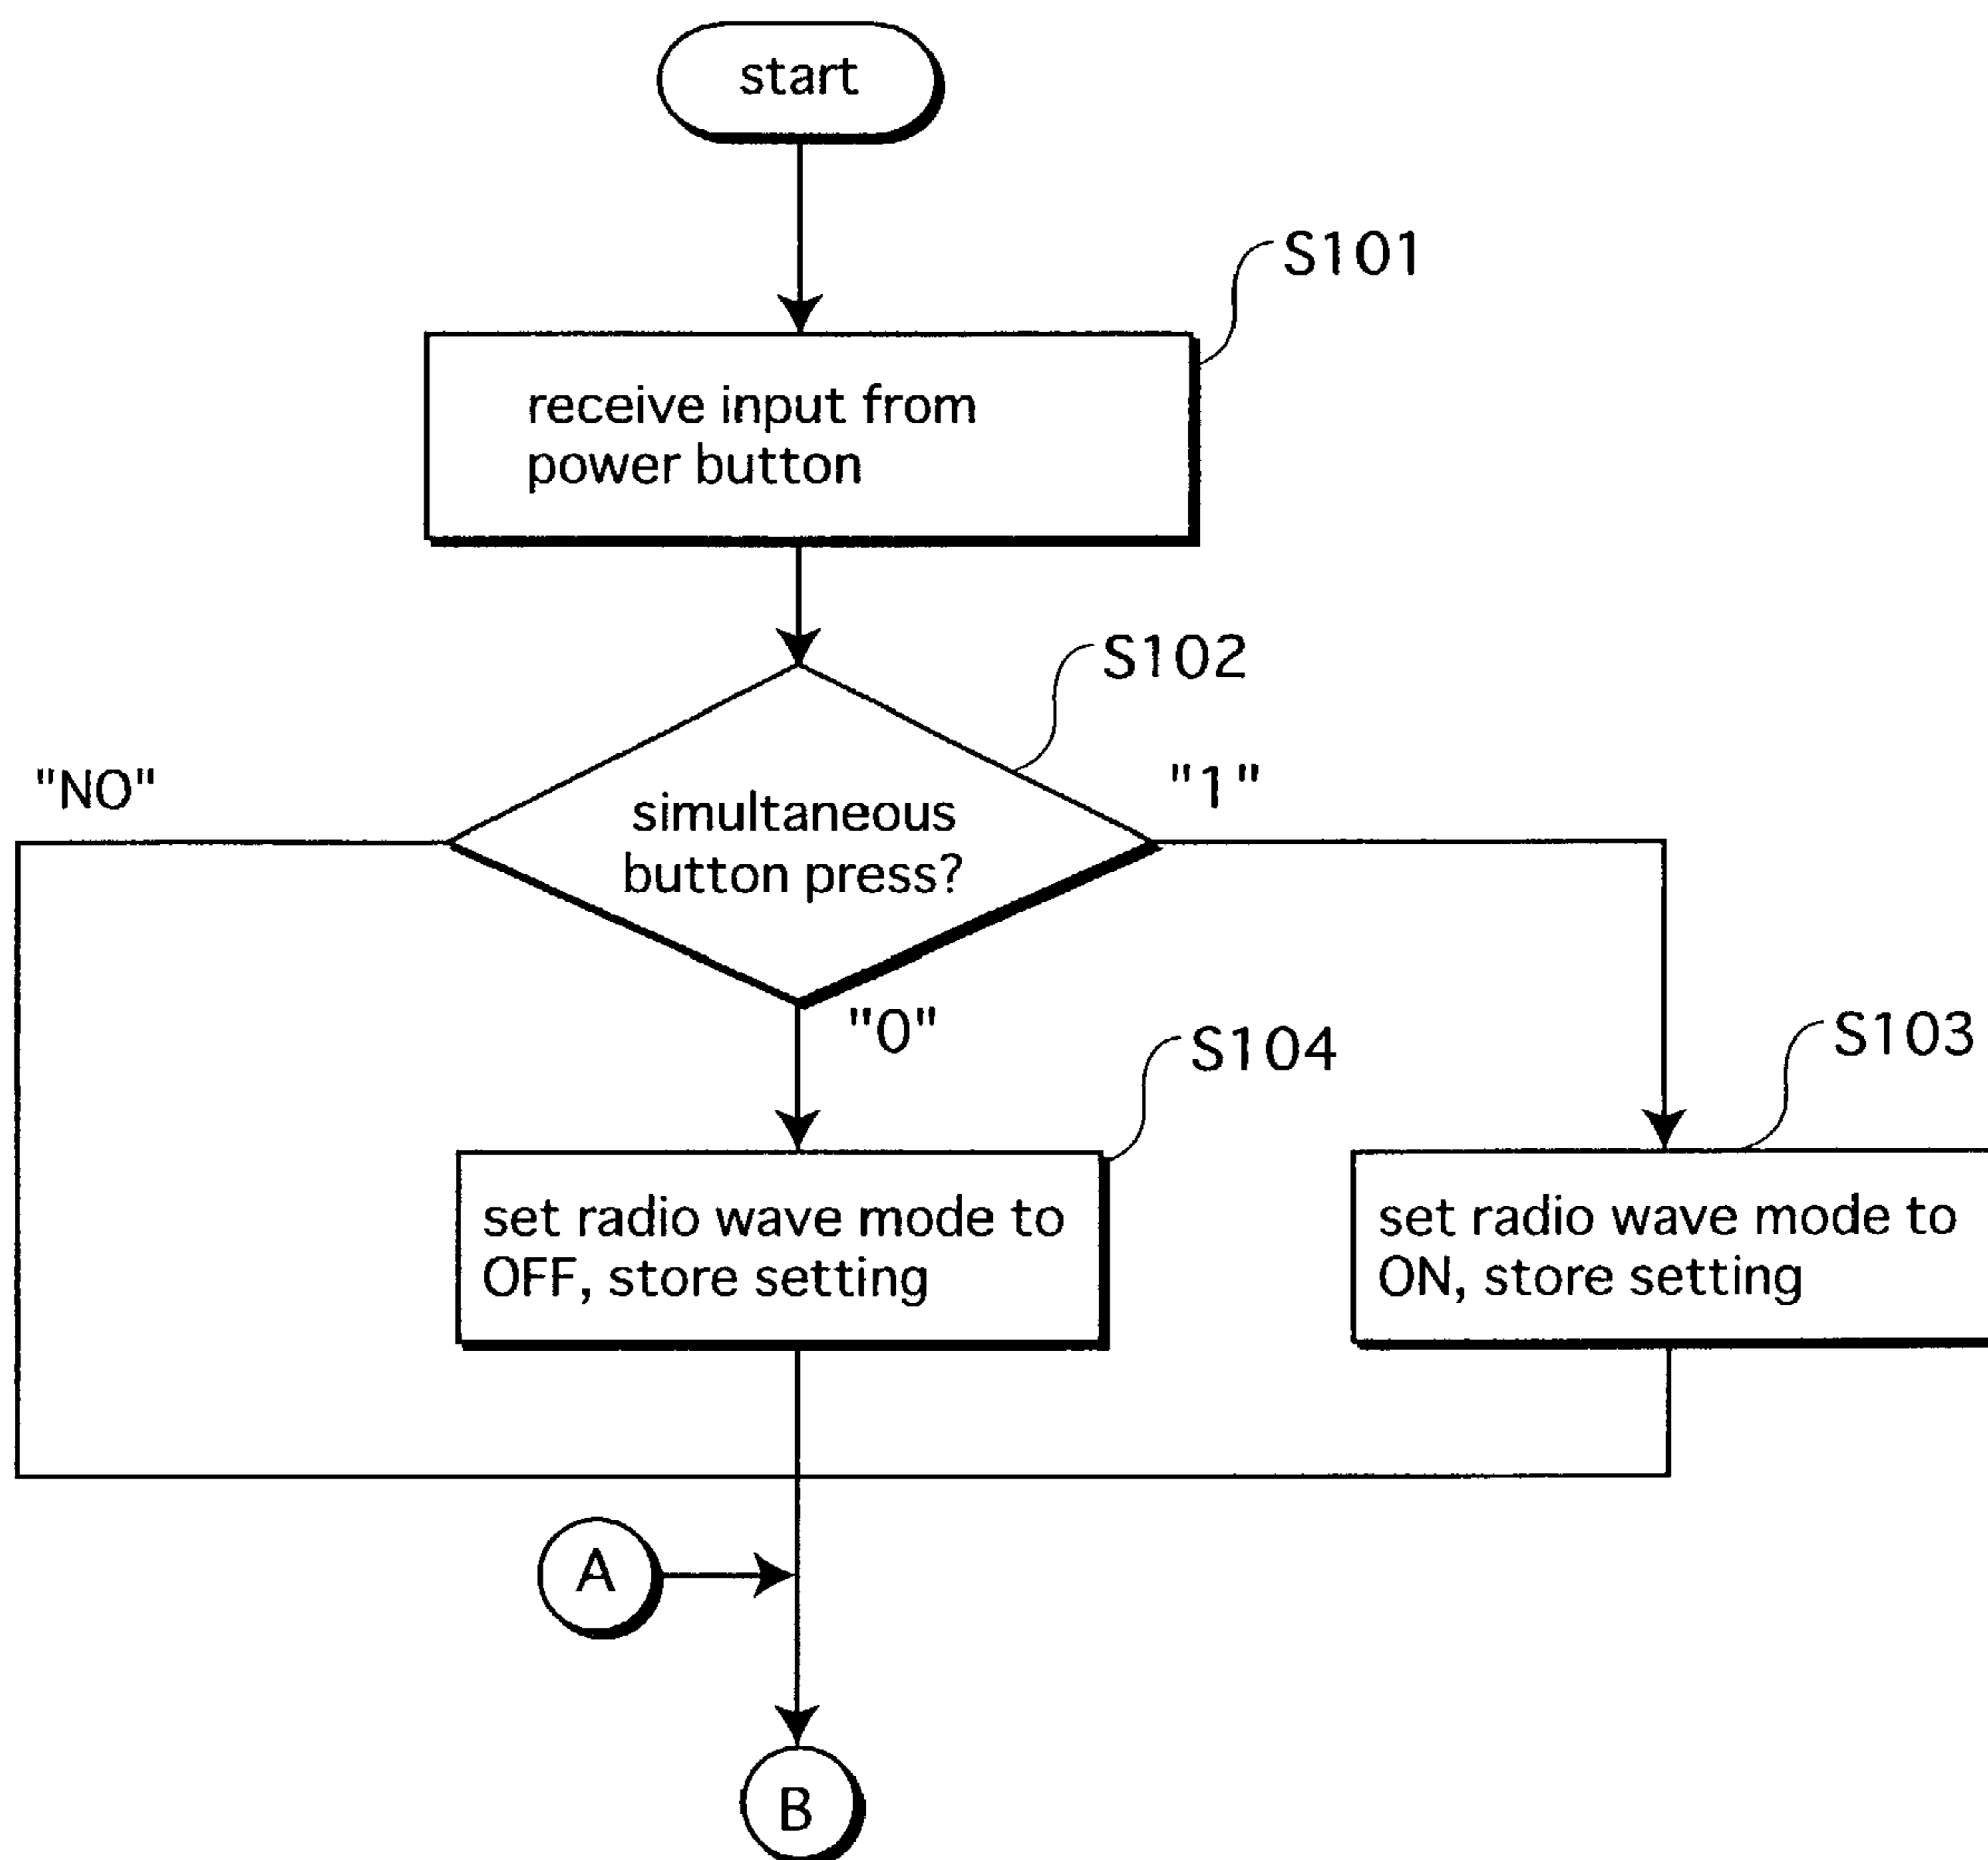 start
S101
receive input from
power button
S102
"NO"
"1"
simultaneous
button press?
"0"
S104
S103
set radio wave mode to
OFF, store setting
set radio wave mode to
ON, store setting
A
B